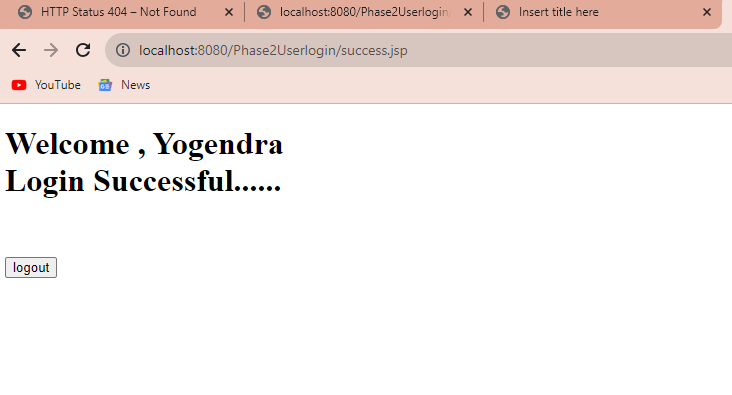 HTTP Status 404 – Not Found
localhost:8080/Phase2Userlogin/
Insert title here
localhost:8080/Phase2Userlogin/success.jsp
YouTube
News
Welcome , Yogendra
Login Successful......
logout